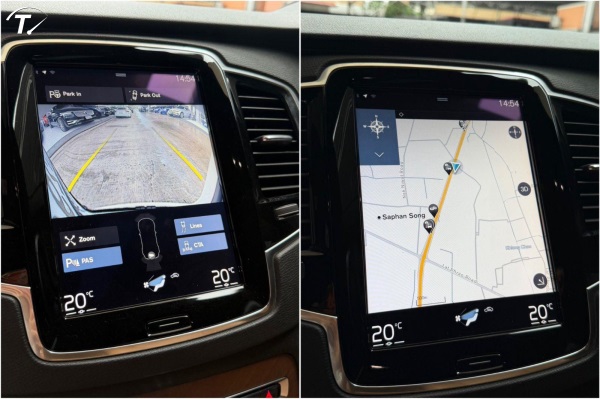 T.
14:54
Park In
Park Out
Zoom
Lines
PAS
CTA
20°C
20°C
14:54
3D
Saphan Song
20°C
20°C